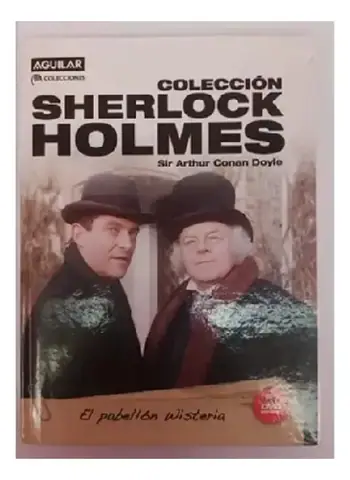 AGUILAR
COLECCIONES
COLECCIÓN
SHERLOCK
HOLMES
Sir Arthur Conan Doyle
El pabellón Wisteria